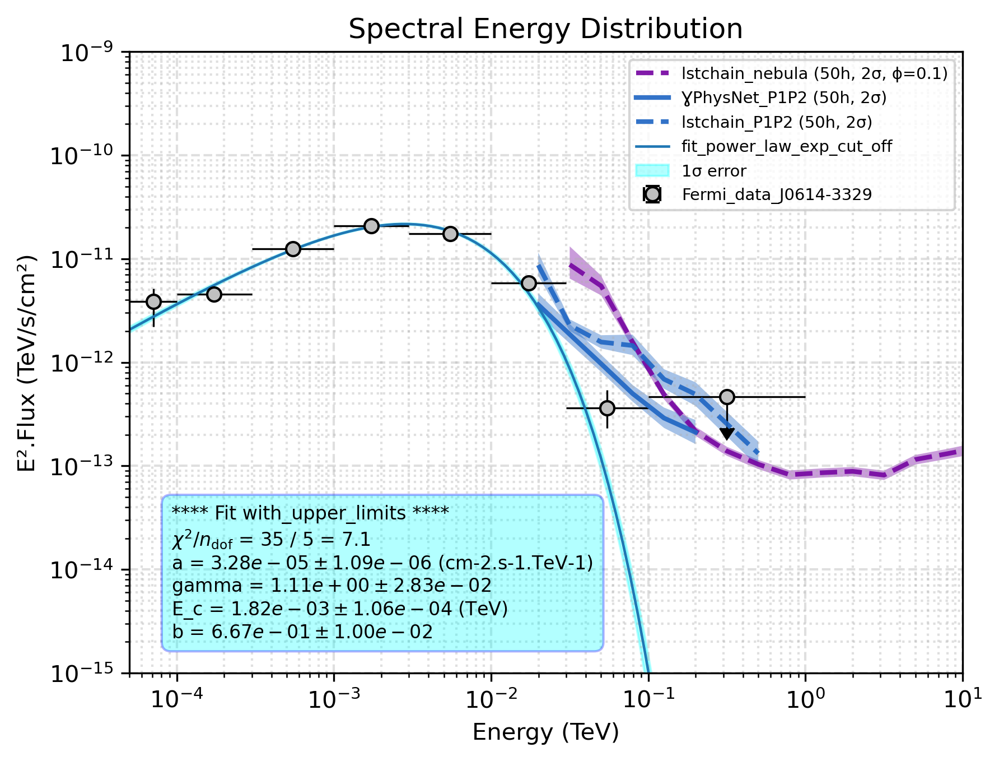 Spectral Energy Distribution
10⁻⁹
10⁻¹⁰
10⁻¹¹
10⁻¹²
10⁻¹³
10⁻¹⁴
10⁻¹⁵
E².Flux (TeV/s/cm²)
lstchain_nebula (50h, 2σ, ϕ=0.1)
ɣPhysNet_P1P2 (50h, 2σ)
lstchain_P1P2 (50h, 2σ)
fit_power_law_exp_cut_off
1σ error
Fermi_data_J0614-3329
**** Fit with_upper_limits ****
χ²/n_dof = 35 / 5 = 7.1
a = 3.28e − 05 ± 1.09e − 06 (cm-2.s-1.TeV-1)
gamma = 1.11e + 00 ± 2.83e − 02
E_c = 1.82e − 03 ± 1.06e − 04 (TeV)
b = 6.67e − 01 ± 1.00e − 02
10⁻⁴ 10⁻³ 10⁻² 10⁻¹ 10⁰ 10¹
Energy (TeV)